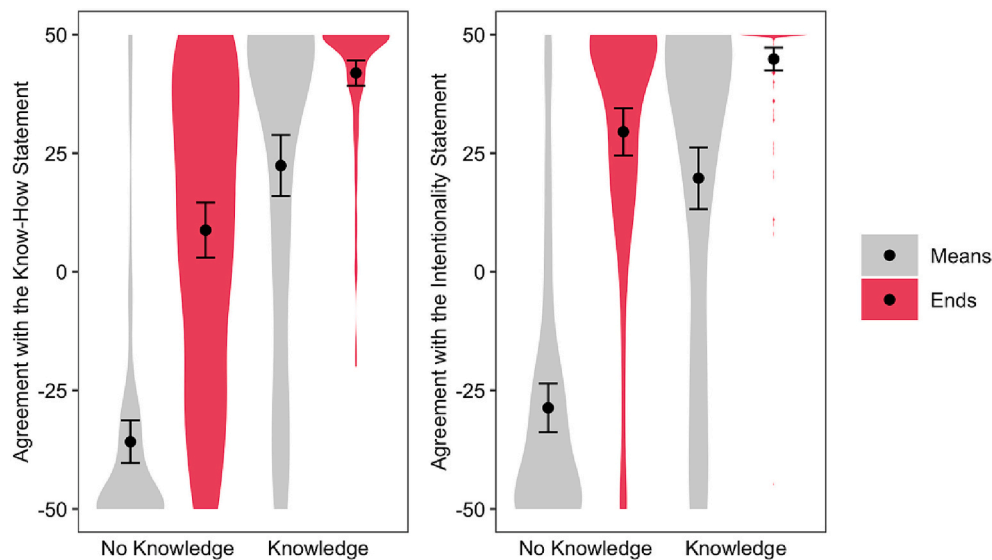 Agreement with the Know-How Statement
50
25
0
-25
-50
No Knowledge Knowledge
Agreement with the Intentionality Statement
50
25
0
-25
-50
No Knowledge Knowledge
Means
Ends